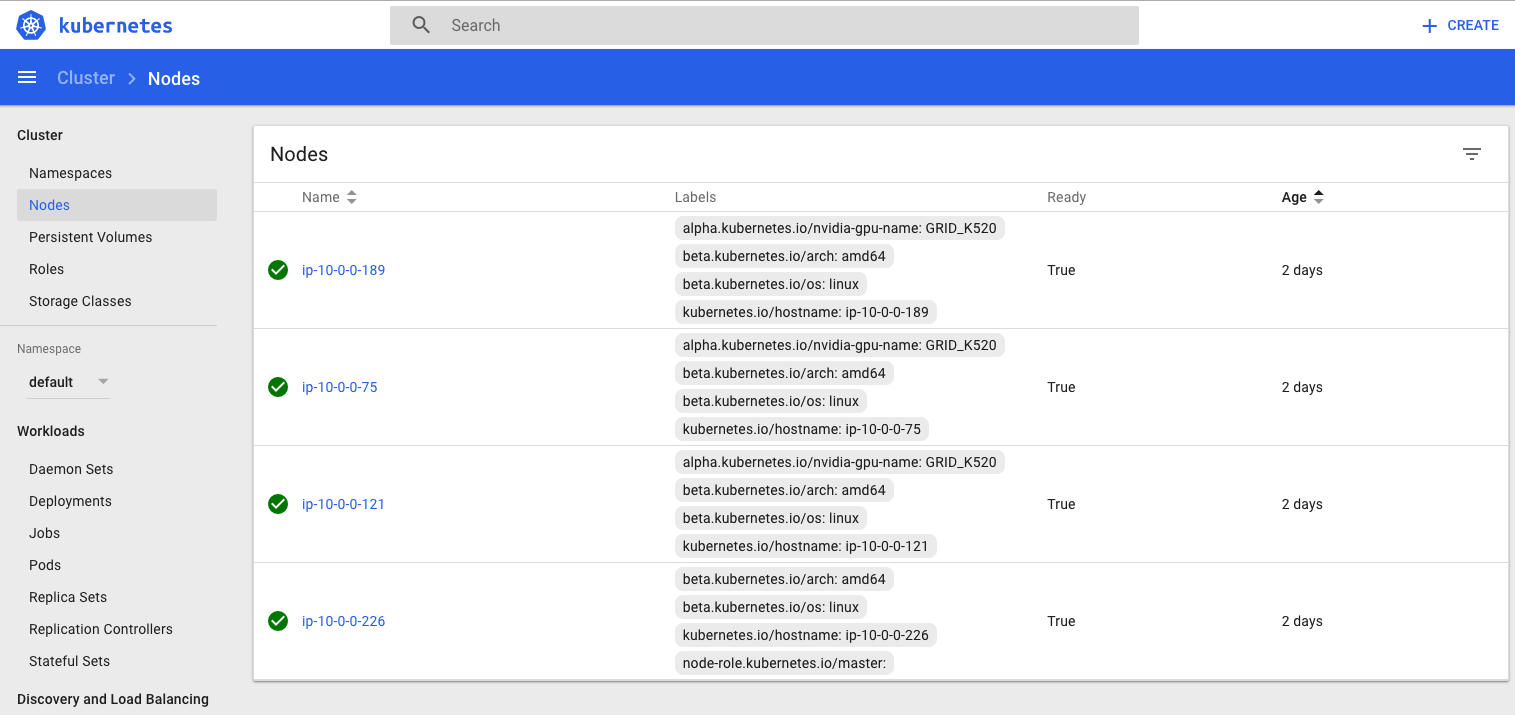 kubernetes
Search
CREATE
Cluster > Nodes
Cluster
Namespaces
Nodes
Persistent Volumes
Roles
Storage Classes
Namespace
default
Workloads
Daemon Sets
Deployments
Jobs
Pods
Replica Sets
Replication Controllers
Stateful Sets
Discovery and Load Balancing
Nodes
Name Labels Ready Age
alpha.kubernetes.io/nvidia-gpu-name: GRID_K520
beta.kubernetes.io/arch: amd64
ip-10-0-0-189 True 2 days
beta.kubernetes.io/os: linux
kubernetes.io/hostname: ip-10-0-0-189
alpha.kubernetes.io/nvidia-gpu-name: GRID_K520
beta.kubernetes.io/arch: amd64
ip-10-0-0-75 True 2 days
beta.kubernetes.io/os: linux
kubernetes.io/hostname: ip-10-0-0-75
alpha.kubernetes.io/nvidia-gpu-name: GRID_K520
beta.kubernetes.io/arch: amd64
ip-10-0-0-121 True 2 days
beta.kubernetes.io/os: linux
kubernetes.io/hostname: ip-10-0-0-121
beta.kubernetes.io/arch: amd64
beta.kubernetes.io/os: linux
ip-10-0-0-226 True 2 days
kubernetes.io/hostname: ip-10-0-0-226
node-role.kubernetes.io/master: